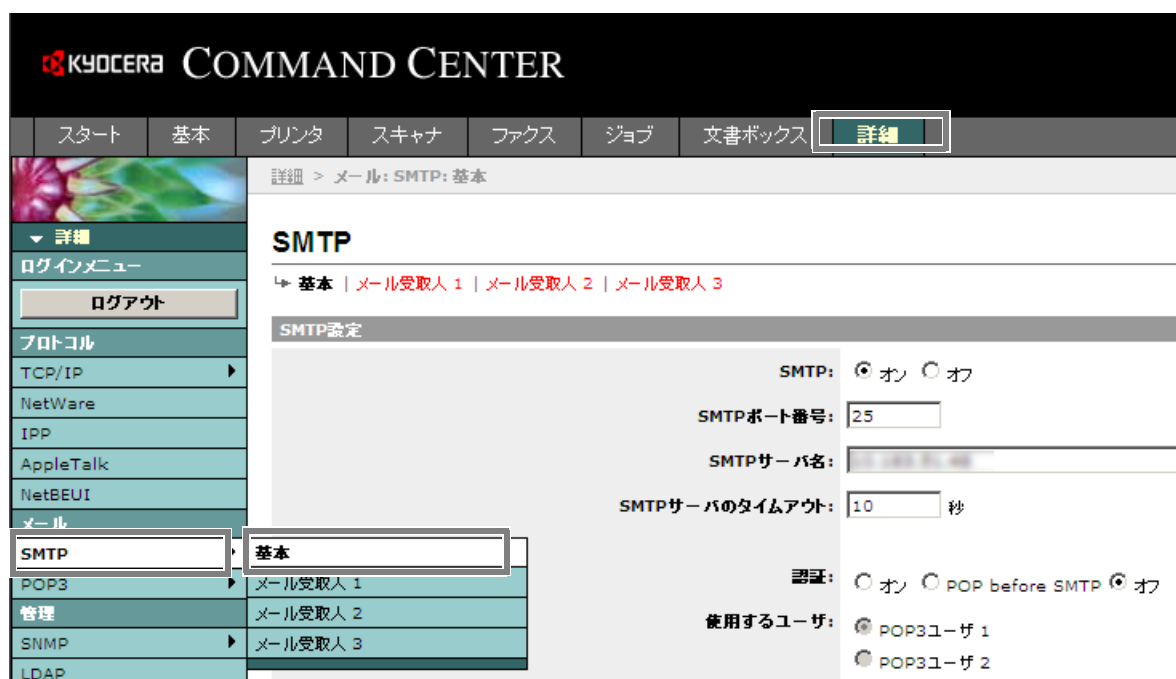 KYOCERA COMMAND CENTER
スタート 基本 プリンタ スキャナ ファクス ジョブ 文書ボックス 詳細
詳細 > メール: SMTP: 基本
詳細
ログインメニュー
ログアウト
プロトコル
TCP/IP
NetWare
IPP
AppleTalk
NetBEUI
メール
SMTP
POP3
管理
SNMP
LDAP
基本
メール受取人 1
メール受取人 2
メール受取人 3
SMTP
基本 | メール受取人 1 | メール受取人 2 | メール受取人 3
SMTP設定
SMTP: オン オフ
SMTPポート番号: 25
SMTPサーバ名:
SMTPサーバのタイムアウト: 10 秒
認証: オン POP before SMTP オフ
使用するユーザ: POP3ユーザ 1
POP3ユーザ 2